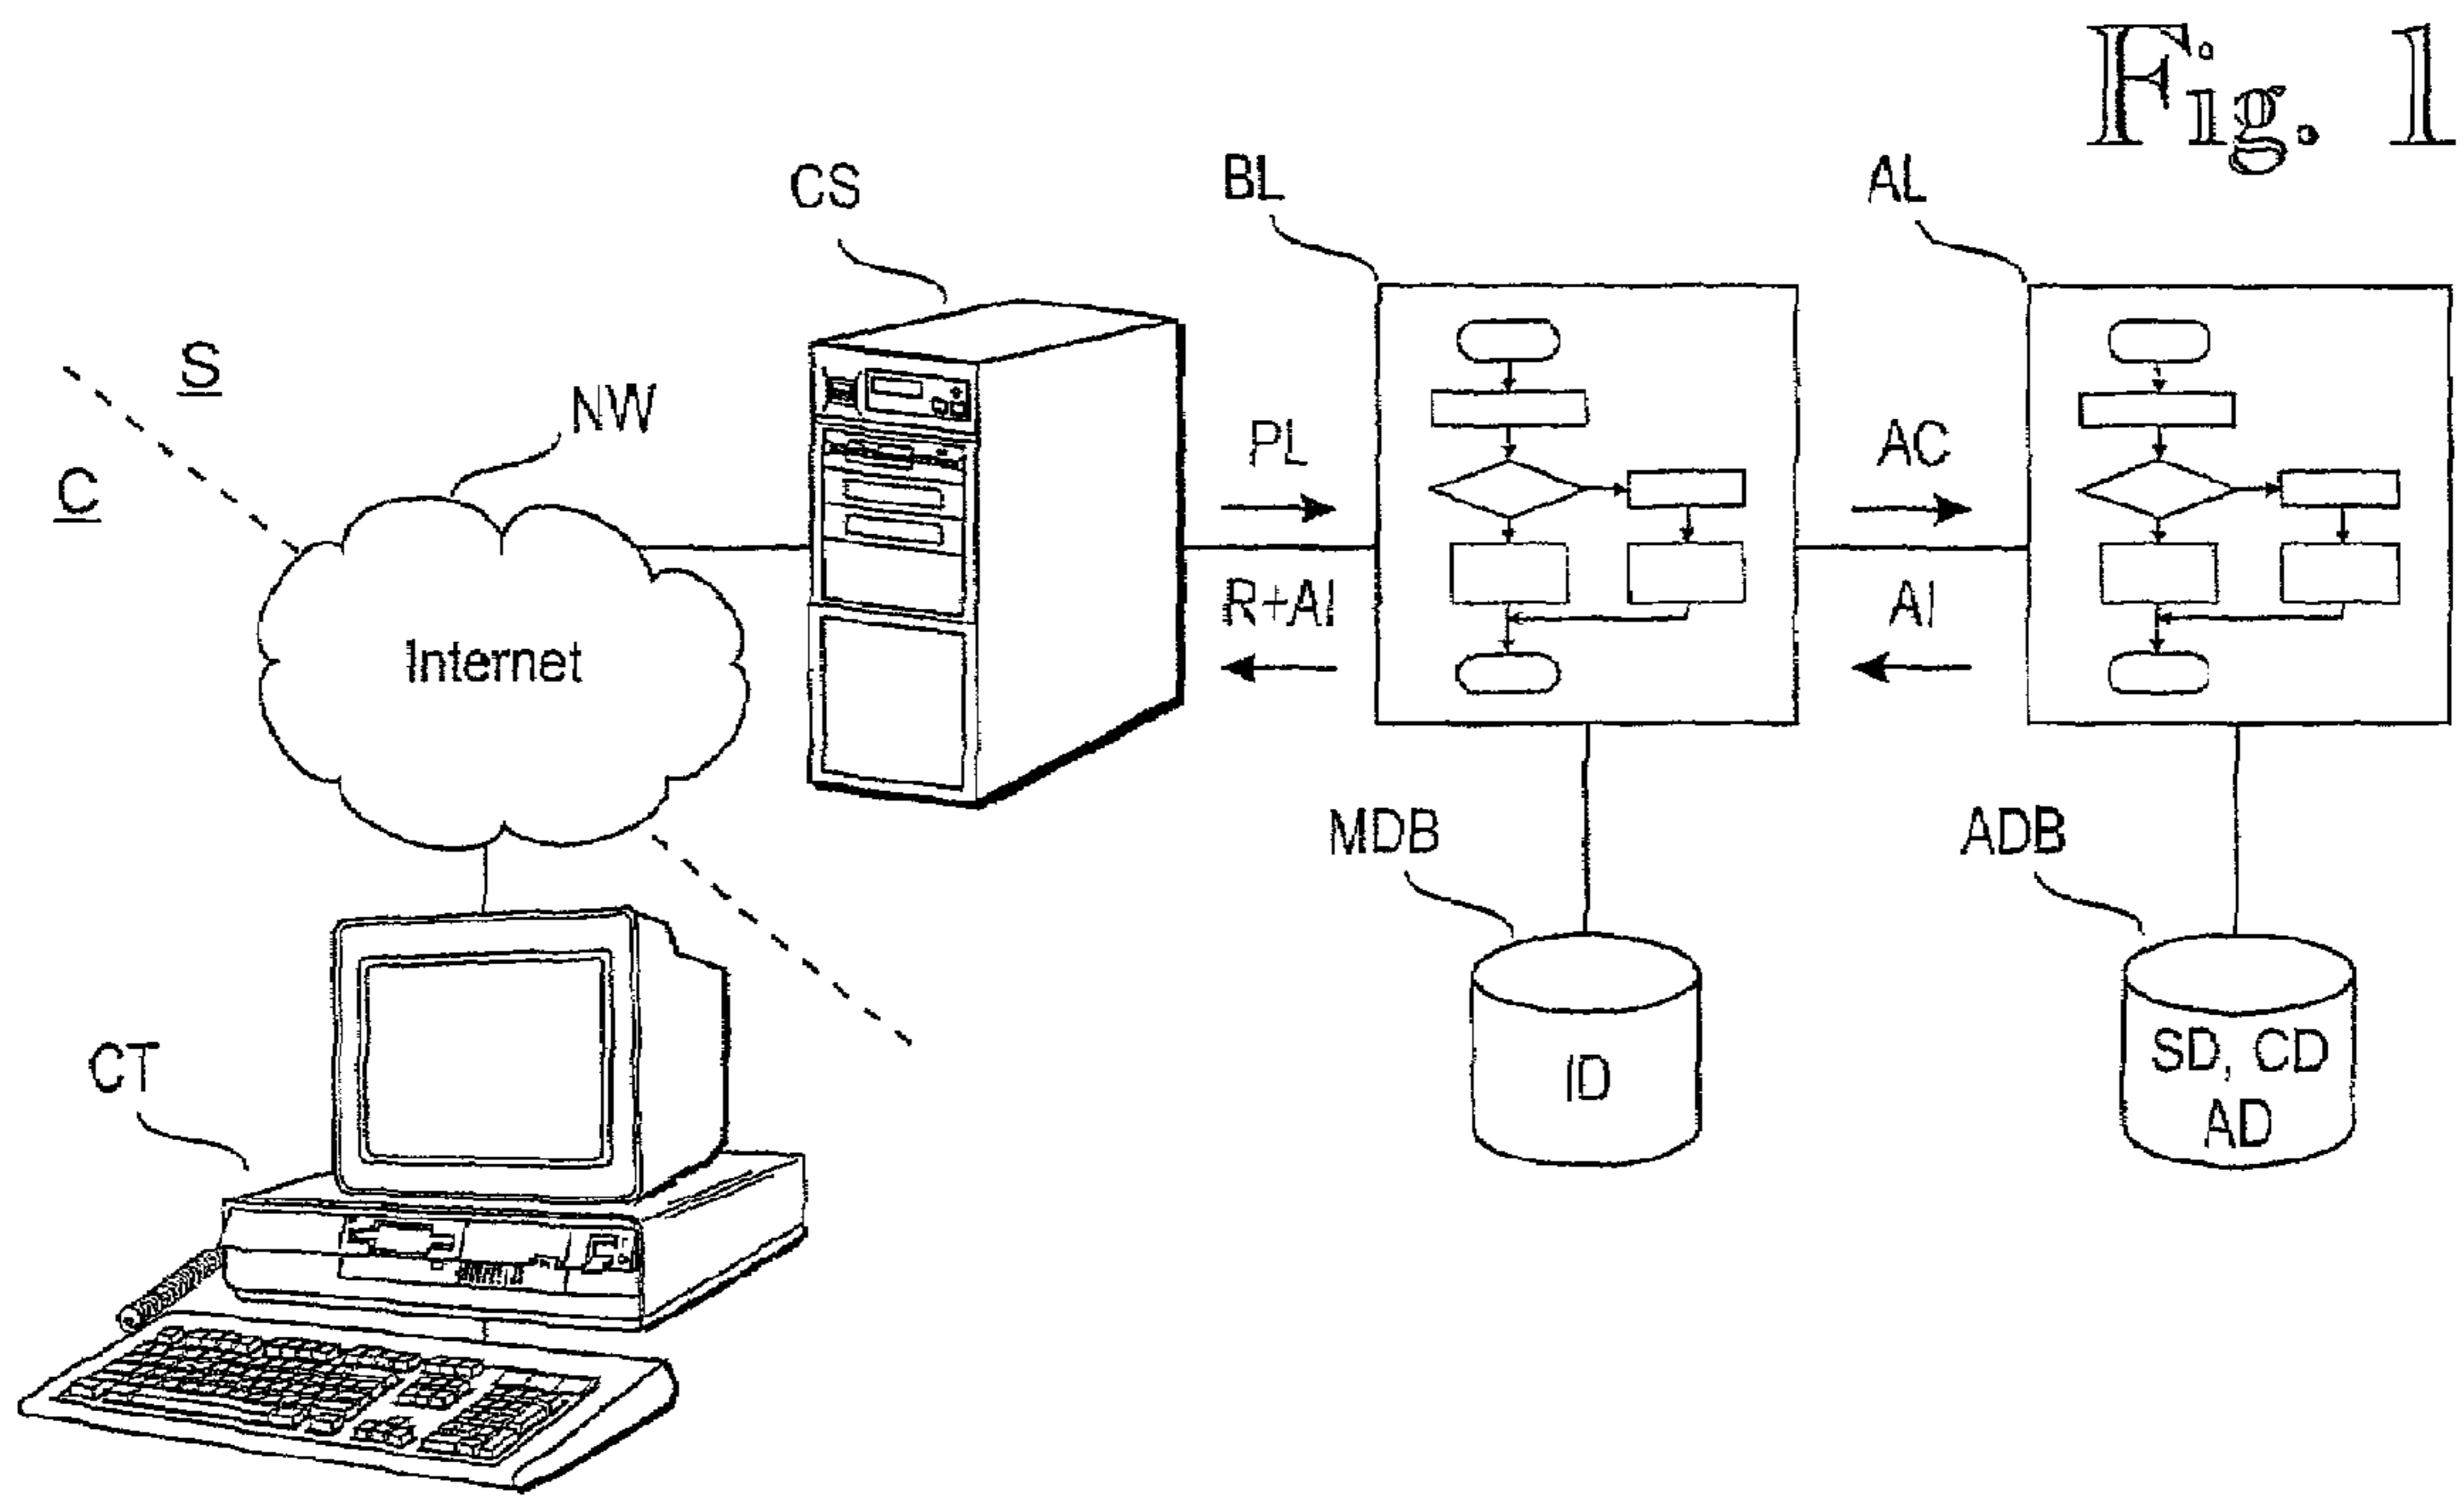 Fig. 1
CS
BL
AL
S
NW
C
PL
AC
R+AI
AI
Internet
MDB
ADB
CT
ID
SD, CD
AD